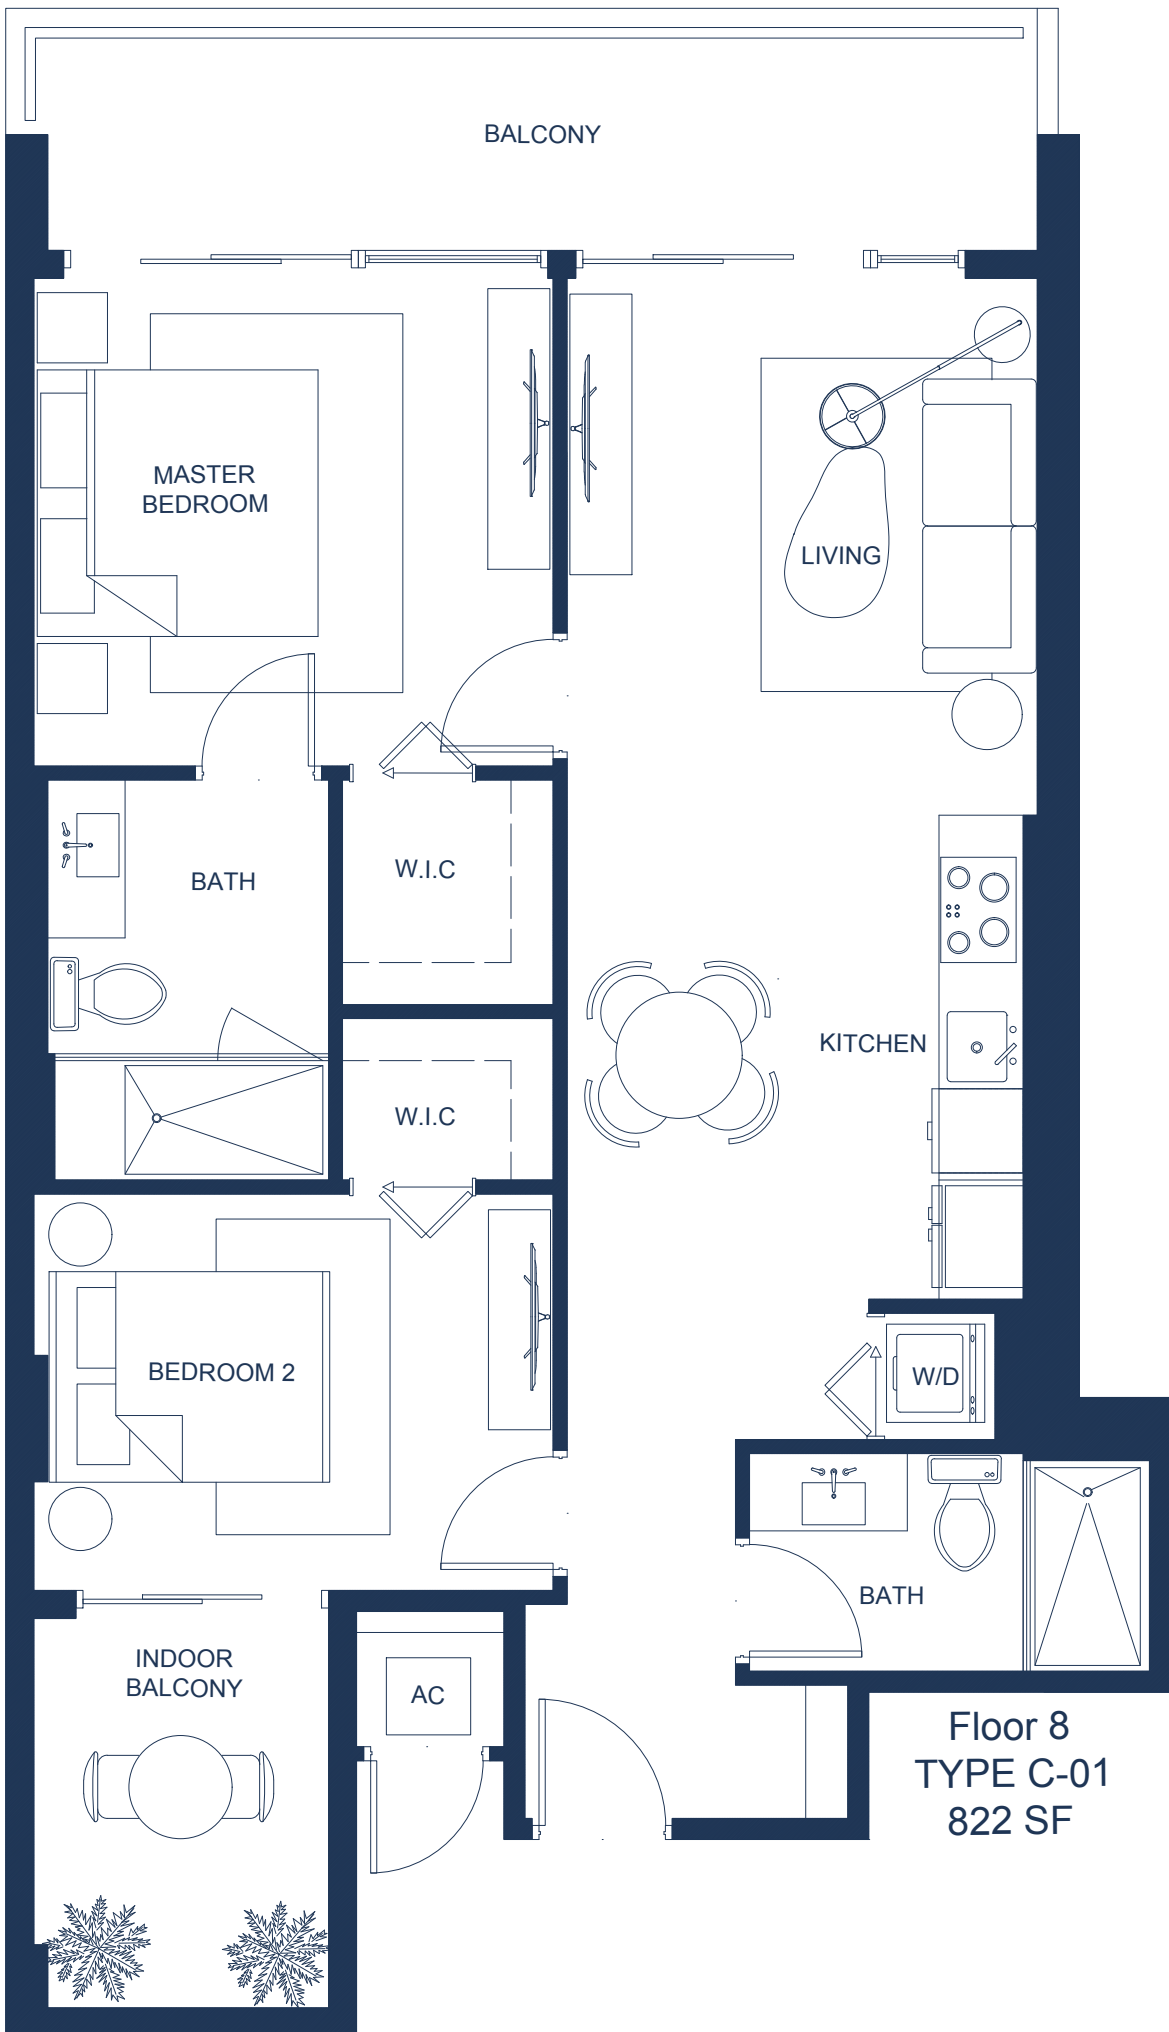 BALCONY
MASTER
BEDROOM
LIVING
BATH
W.I.C
KITCHEN
W.I.C
BEDROOM 2
W/D
BATH
INDOOR
BALCONY
AC
Floor 8
TYPE C-01
822 SF